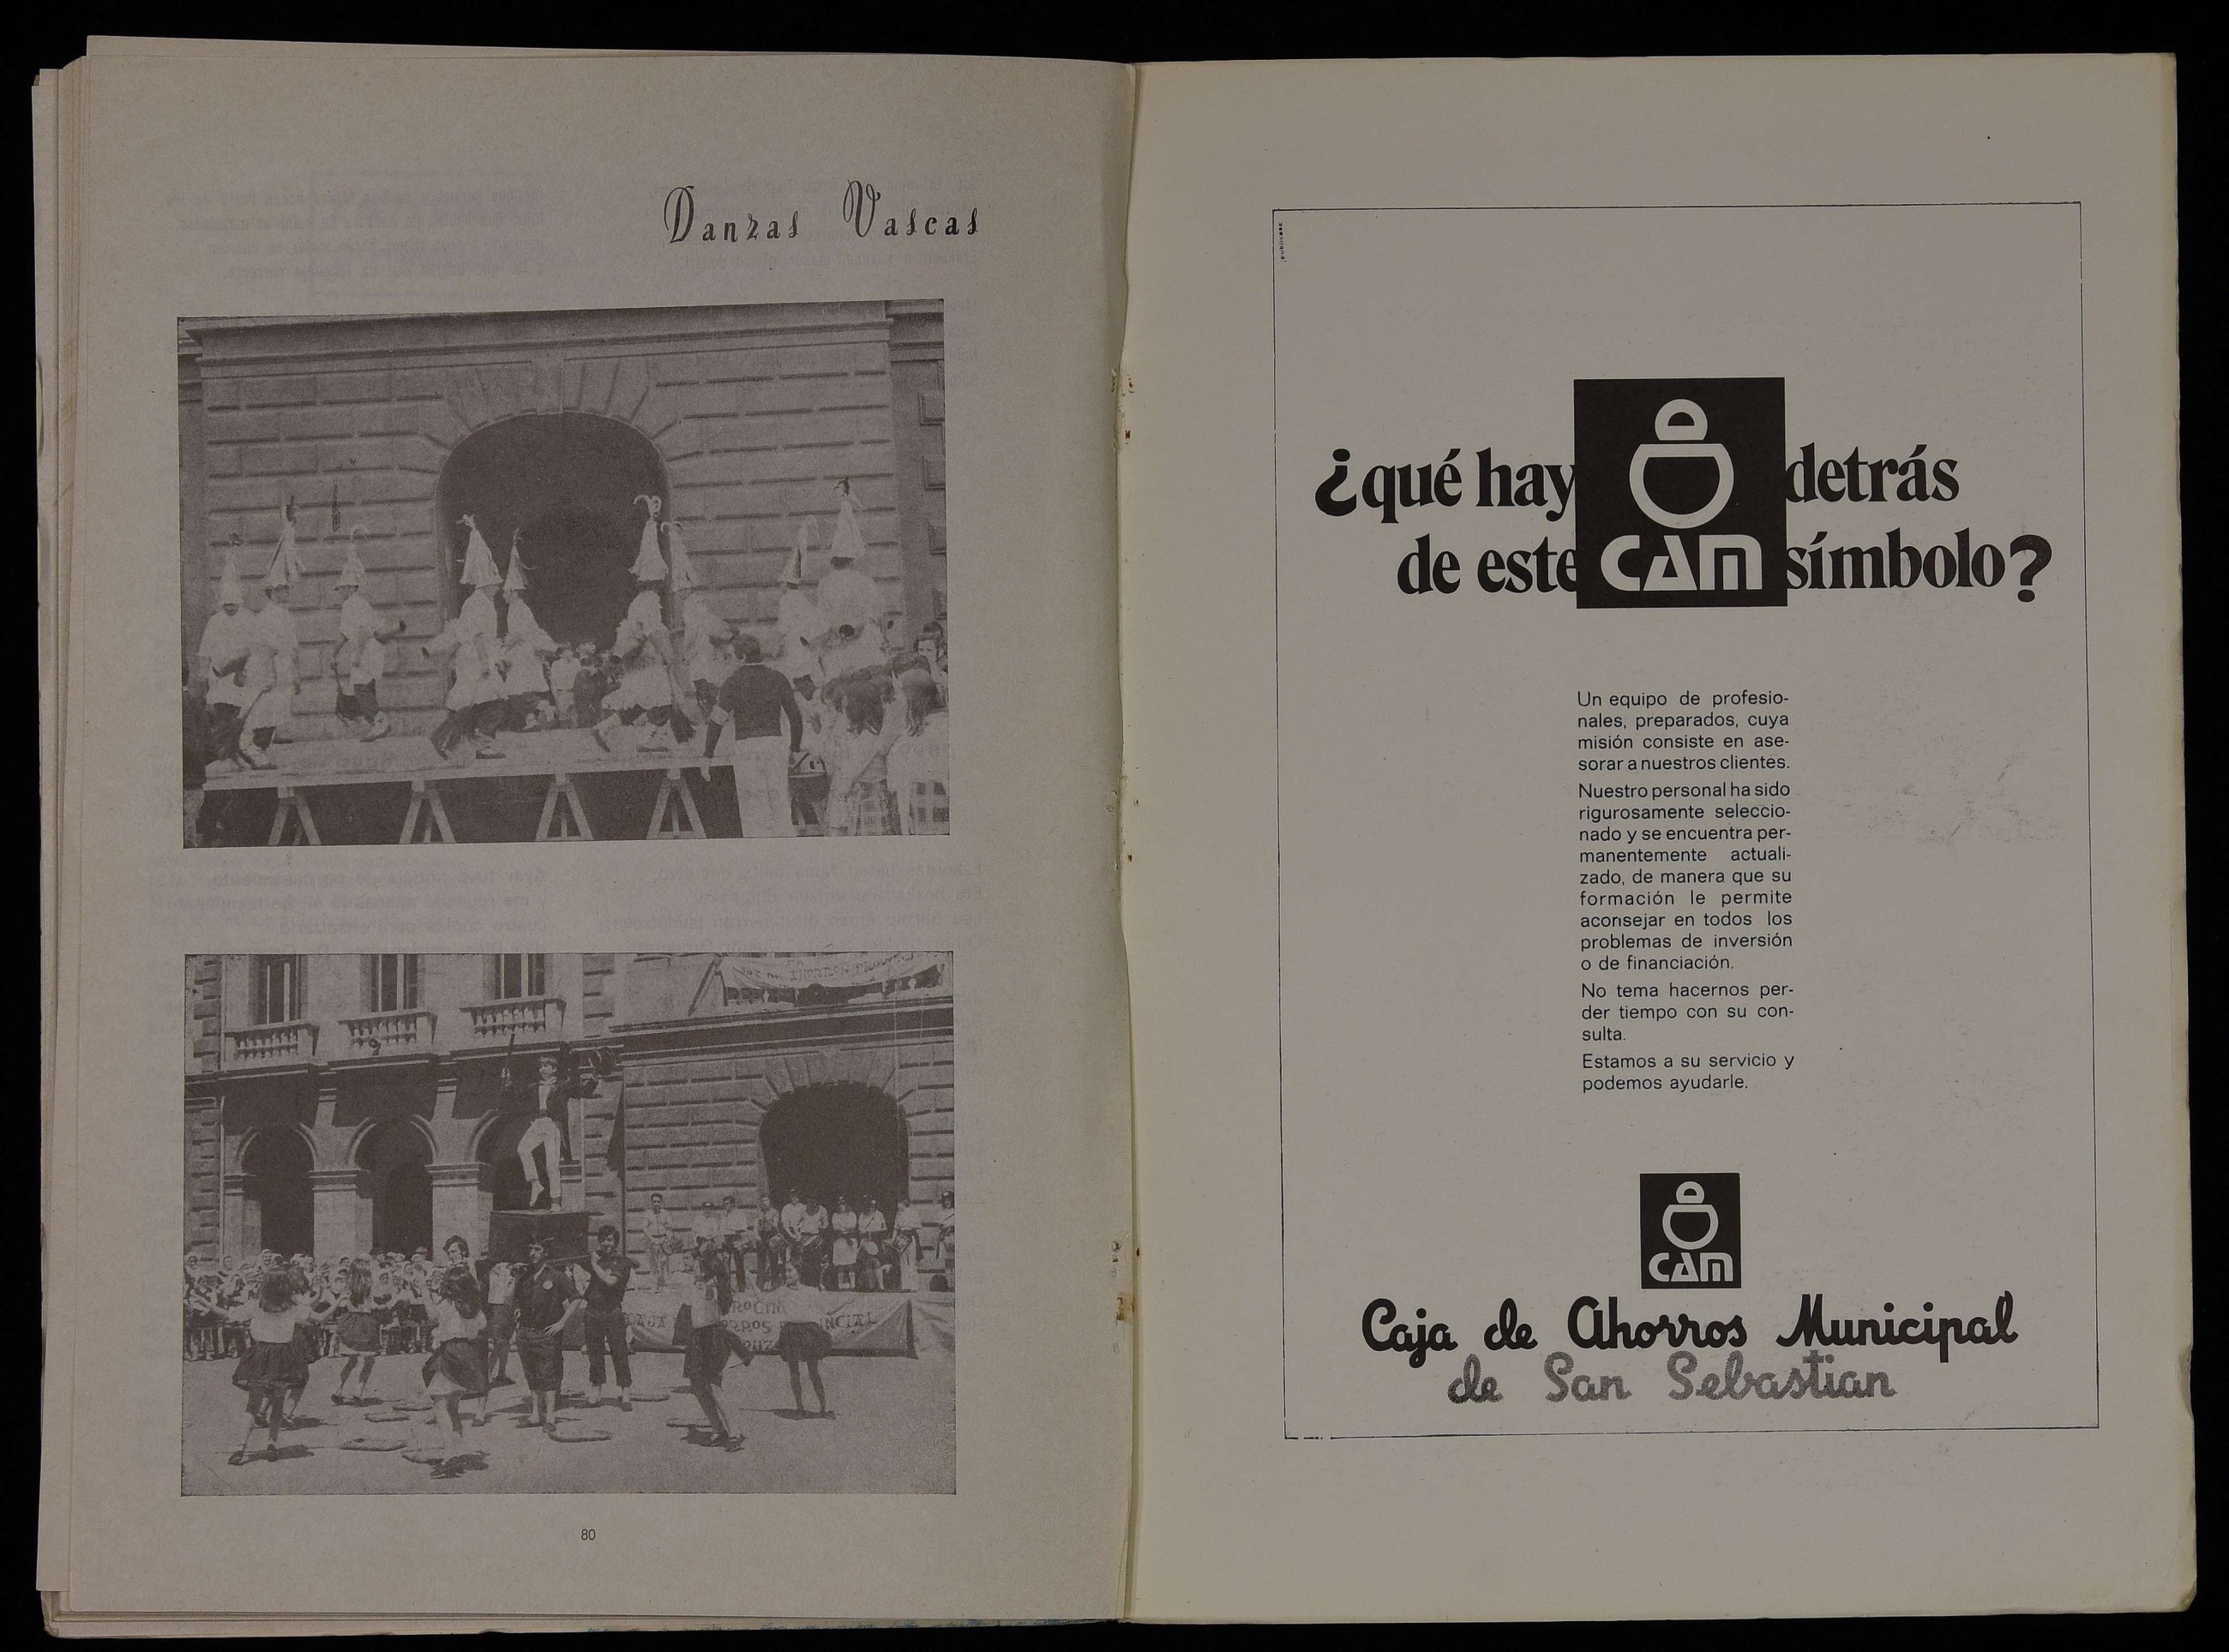 Danzas Vascas
80
¿qué hay CAM detrás
de este símbolo?
Un equipo de profesio-
nales, preparados, cuya
misión consiste en ase-
sorar a nuestros clientes.
Nuestro personal ha sido
rigurosamente seleccio-
nado y se encuentra per-
manentemente actuali-
zado, de manera que su
formación le permite
aconsejar en todos los
problemas de inversión
o de financiación.
No tema hacernos per-
der tiempo con su con-
sulta.
Estamos a su servicio y
podemos ayudarle.
CAM
Caja de Ahorros Municipal
de San Sebastian